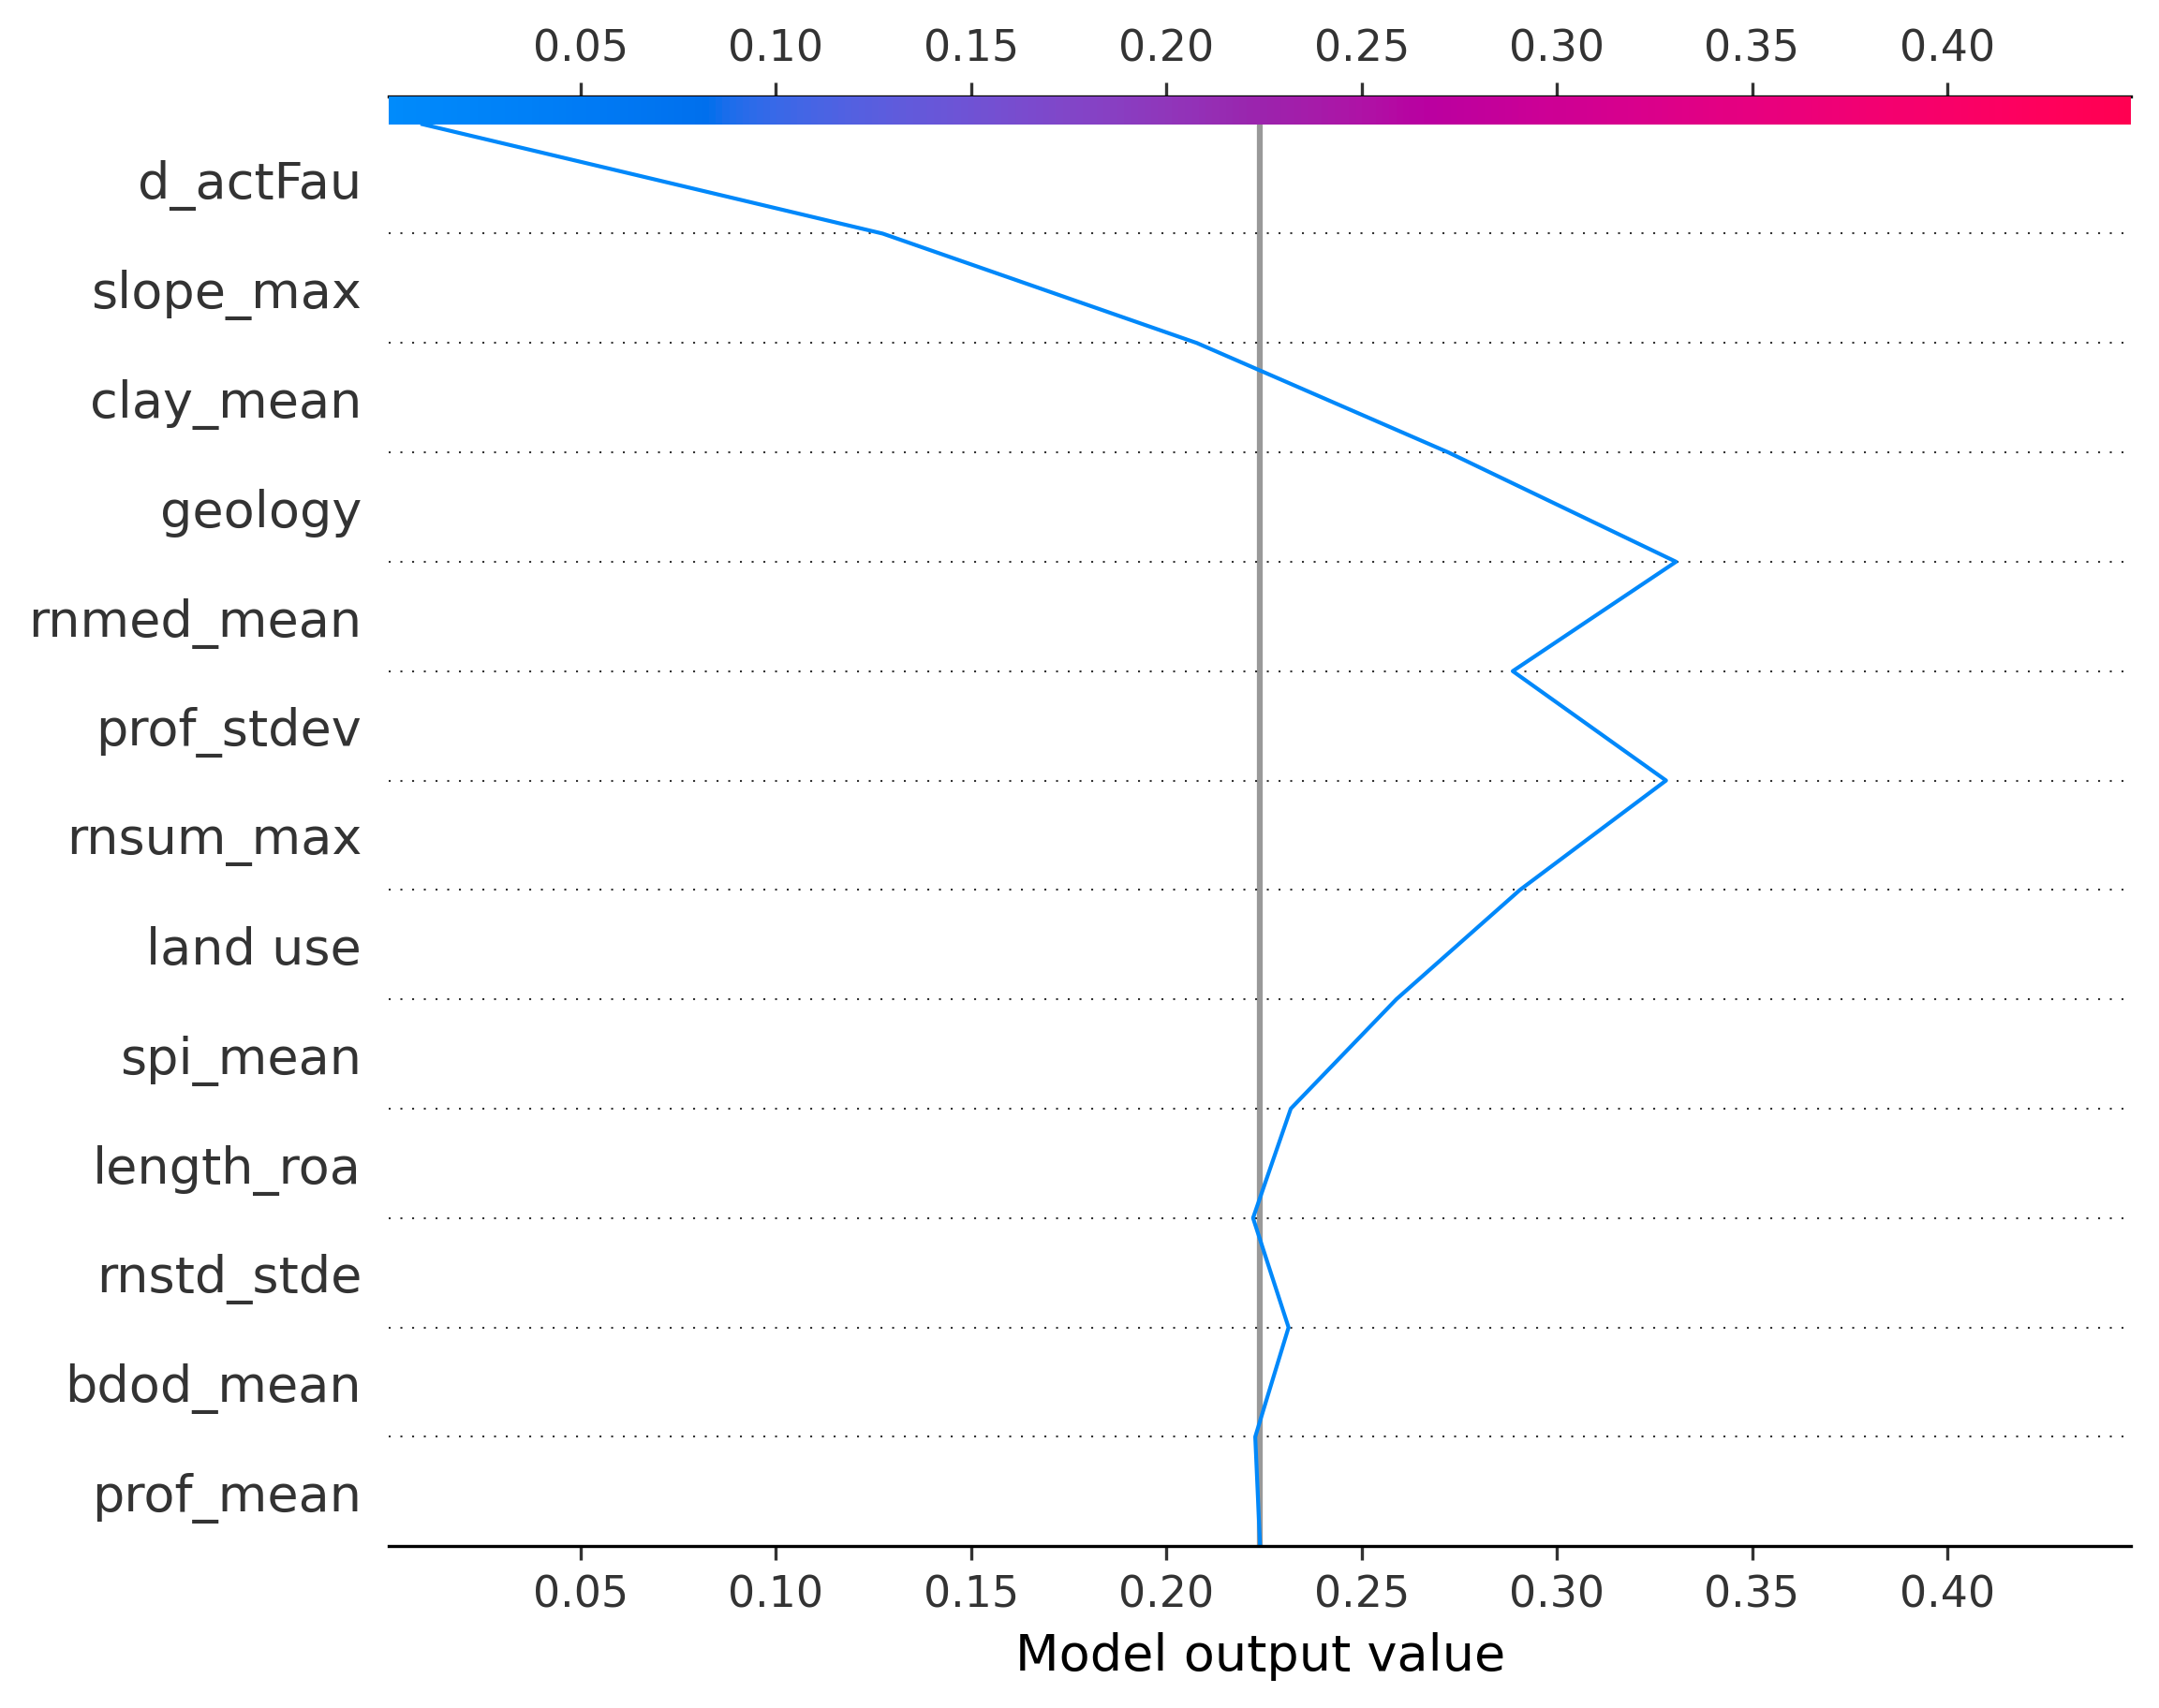 0.05 0.10 0.15 0.20 0.25 0.30 0.35 0.40
d_actFau
slope_max
clay_mean
geology
rnmed_mean
prof_stdev
rnsum_max
land use
spi_mean
length_roa
rnstd_stde
bdod_mean
prof_mean
0.05 0.10 0.15 0.20 0.25 0.30 0.35 0.40
Model output value